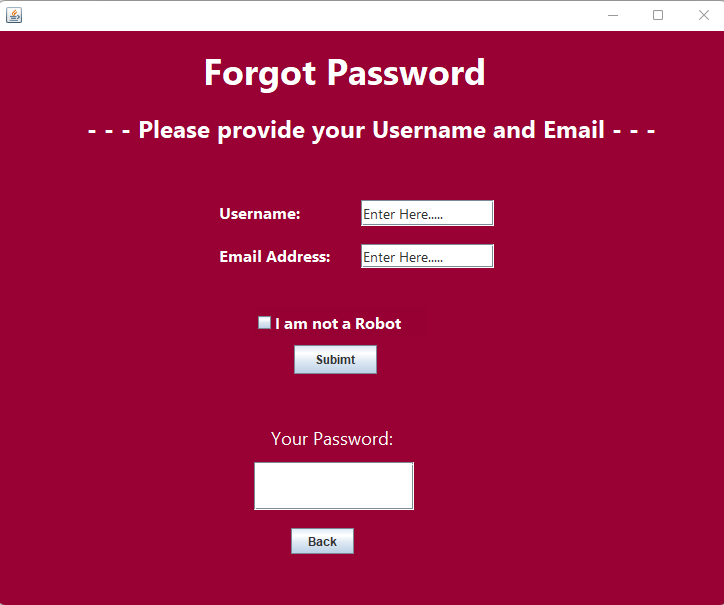 Forgot Password
- - - Please provide your Username and Email - - -
Username: Enter Here.....
Email Address: Enter Here.....
I am not a Robot
Subimt
Your Password:
Back